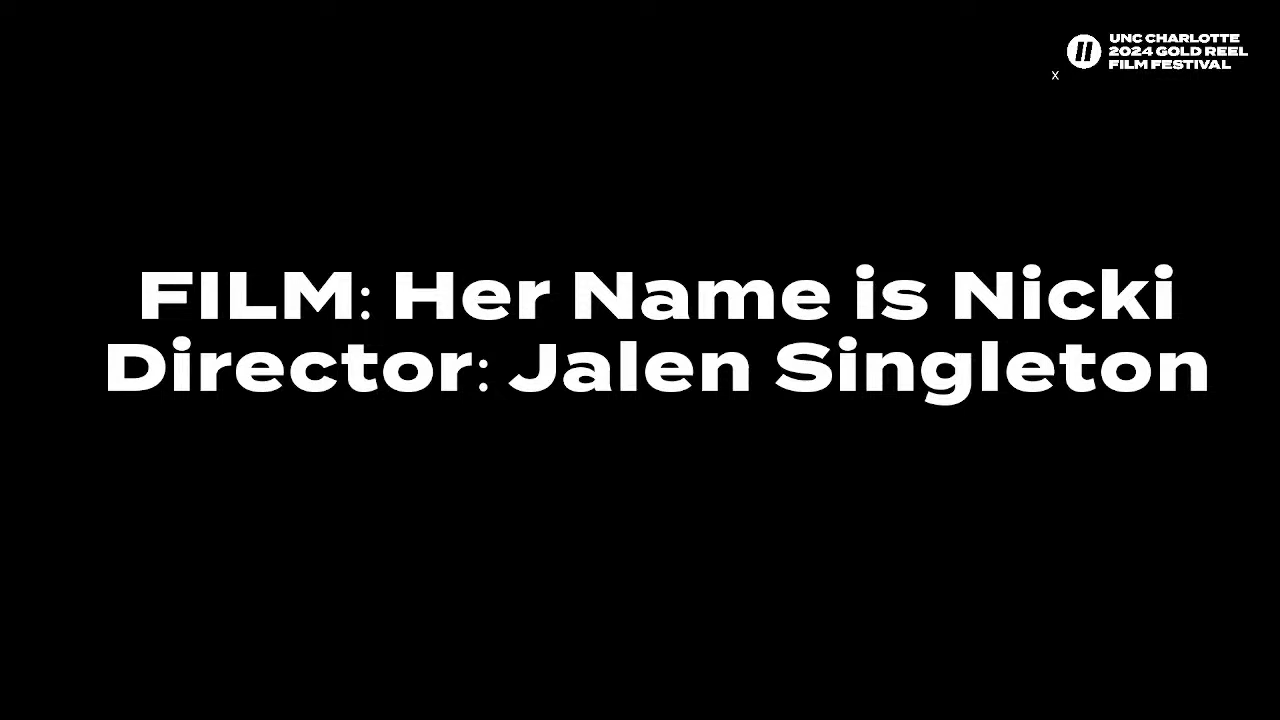 UNC CHARLOTTE
2024 GOLD REEL
FILM FESTIVAL
x
FILM: Her Name is Nicki
Director: Jalen Singleton